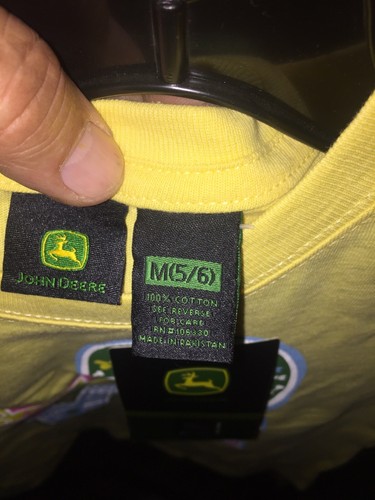 JOHN DEERE
M(5/6)
100% COTTON
SEE REVERSE
FOR CARE
RN#106330
MADE IN PAKISTAN